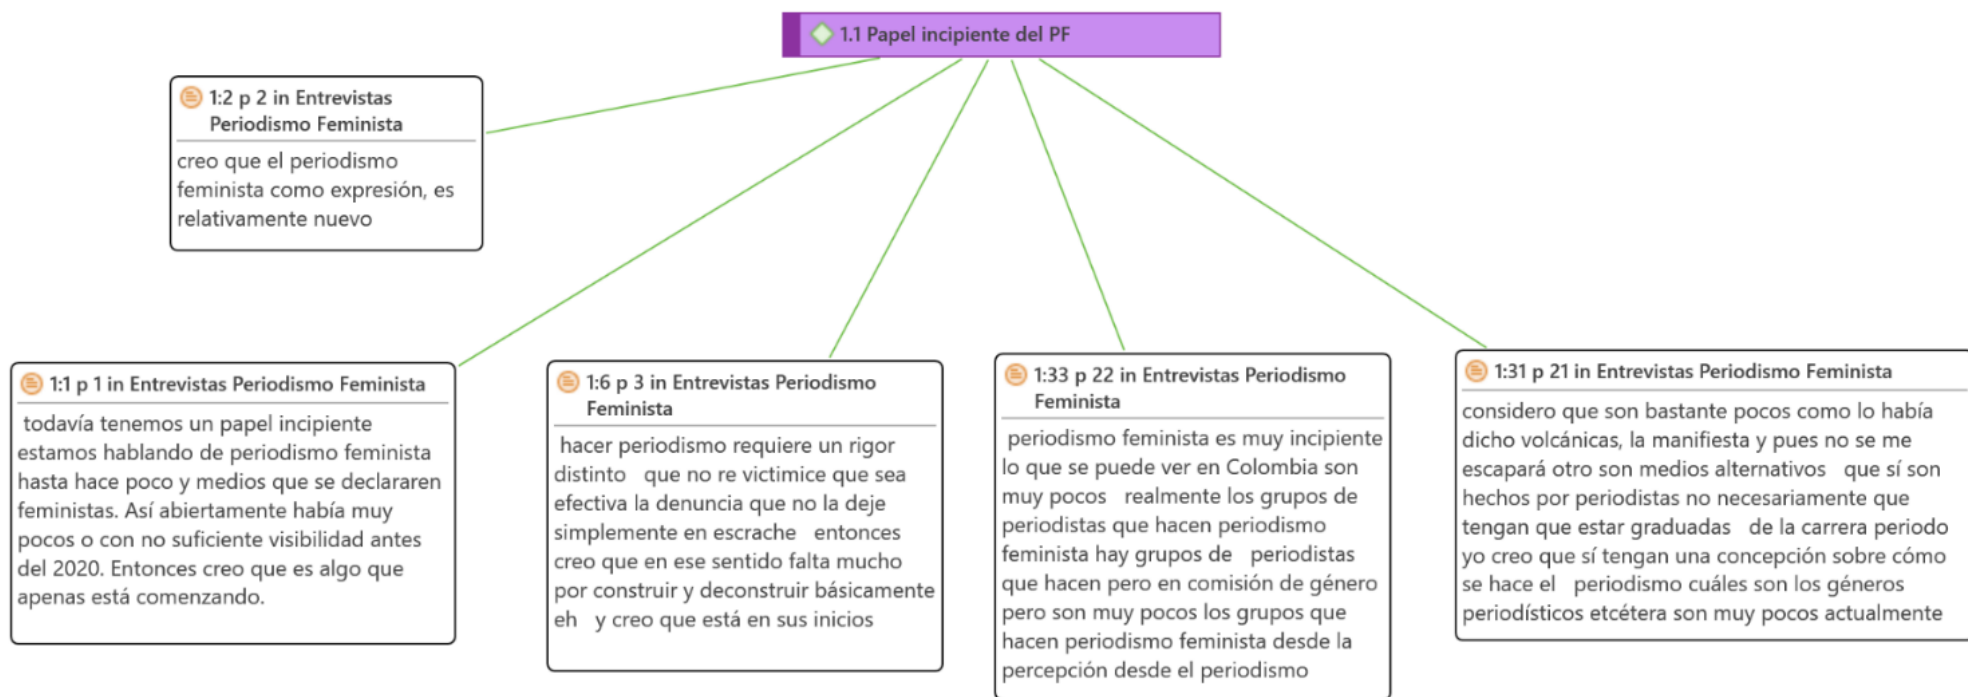 1.1 Papel incipiente del PF
1:2 p 2 in Entrevistas
Periodismo Feminista
creo que el periodismo
feminista como expresión, es
relativamente nuevo
1:1 p 1 in Entrevistas Periodismo Feminista
todavía tenemos un papel incipiente
estamos hablando de periodismo feminista
hasta hace poco y medios que se declararen
feministas. Así abiertamente había muy
pocos o con no suficiente visibilidad antes
del 2020. Entonces creo que es algo que
apenas está comenzando.
1:6 p 3 in Entrevistas Periodismo
Feminista
hacer periodismo requiere un rigor
distinto que no re victimice que sea
efectiva la denuncia que no la deje
simplemente en escrache entonces
creo que en ese sentido falta mucho
por construir y deconstruir básicamente
eh y creo que está en sus inicios
1:33 p 22 in Entrevistas Periodismo
Feminista
periodismo feminista es muy incipiente
lo que se puede ver en Colombia son
muy pocos realmente los grupos de
periodistas que hacen periodismo
feminista hay grupos de periodistas
que hacen pero en comisión de género
pero son muy pocos los grupos que
hacen periodismo feminista desde la
percepción desde el periodismo
1:31 p 21 in Entrevistas Periodismo Feminista
considero que son bastante pocos como lo había
dicho volcánicas, la manifiesta y pues no se me
escapará otro son medios alternativos que sí son
hechos por periodistas no necesariamente que
tengan que estar graduadas de la carrera periodo
yo creo que sí tengan una concepción sobre cómo
se hace el periodismo cuáles son los géneros
periodísticos etcétera son muy pocos actualmente